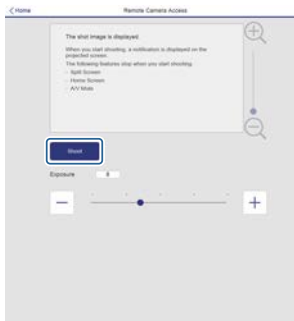 < Home
Remote Camera Access
The shot image is displayed
When you start shooting, a notification is displayed on the
projected screen.
The following features stop when you start shooting.
- Split Screen
- Home Screen
- A/V Mute
Shoot
Exposure